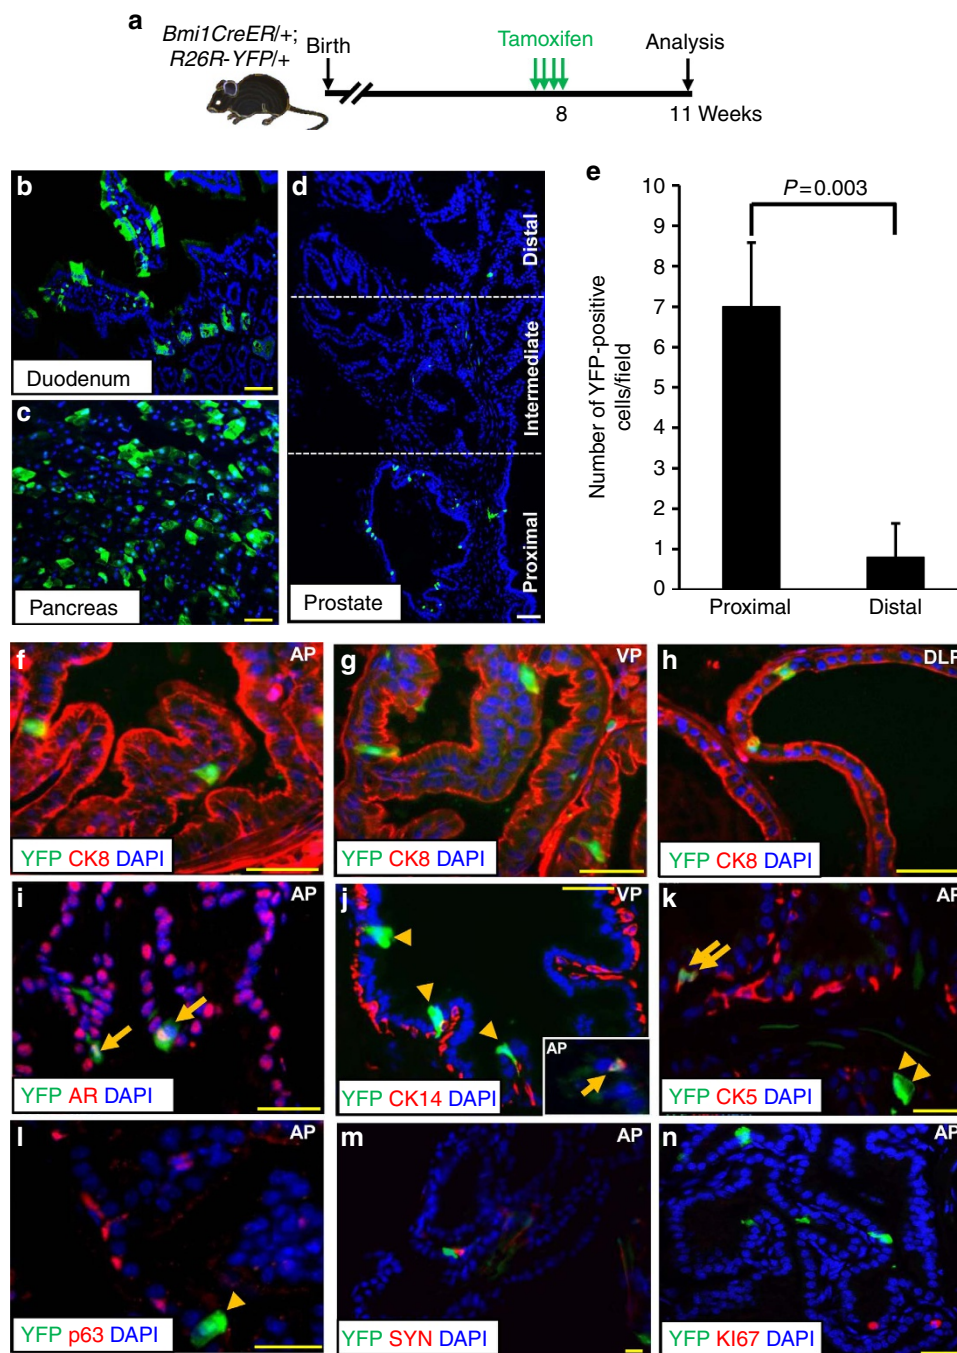 a
Bmi1CreER/+;
R26R-YFP/+
Birth
Tamoxifen
Analysis
8
11 Weeks
b
Duodenum
c
Pancreas
d
Distal
Intermediate
Proximal
Prostate
e
Number of YFP-positive
cells/field
10
9
8
7
6
5
4
3
2
1
0
P=0.003
Proximal
Distal
f
AP
YFP CK8 DAPI
g
VP
YFP CK8 DAPI
h
DLP
YFP CK8 DAPI
i
AP
YFP AR DAPI
j
VP
AP
YFP CK14 DAPI
k
AP
YFP CK5 DAPI
l
AP
YFP p63 DAPI
m
AP
YFP SYN DAPI
n
AP
YFP KI67 DAPI